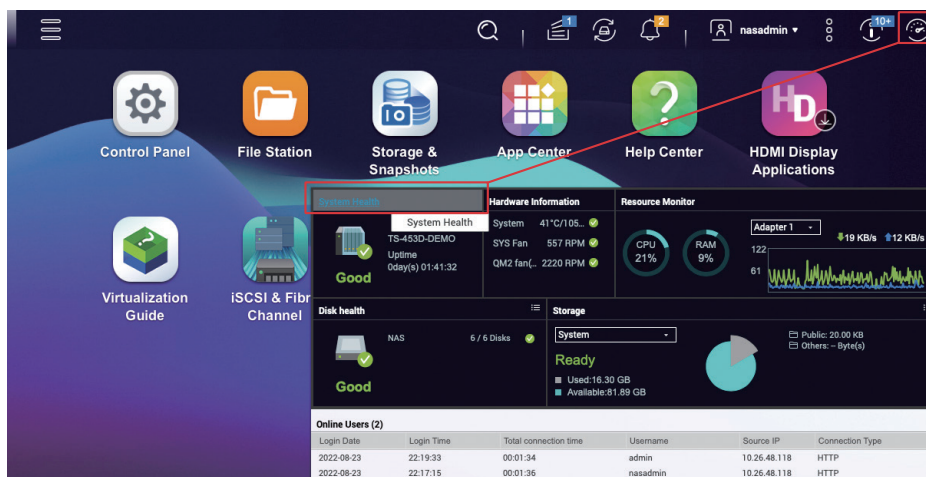 1
2
nasadmin
10+
Control Panel
File Station
Storage &
Snapshots
App Center
Help Center
HD
HDMI Display
Applications
Virtualization
Guide
iSCSI & Fibr
Channel
System Health
System Health
TS-453D-DEMO
Uptime
0day(s) 01:41:32
Good
Hardware Information
System 41°C/105...
SYS Fan 557 RPM
QM2 fan(.. 2220 RPM
Resource Monitor
CPU
21%
RAM
9%
Adapter 1
19 KB/s 12 KB/s
122
61
Disk health
NAS 6 / 6 Disks
Good
Storage
System
Ready
Used:16.30 GB
Available:81.89 GB
Public: 20.00 KB
Others: -- Byte(s)
Online Users (2)
Login Date Login Time Total connection time Username Source IP Connection Type
2022-08-23 22:19:33 00:01:34 admin 10.26.48.118 HTTP
2022-08-23 22:17:15 00:01:36 nasadmin 10.26.48.118 HTTP